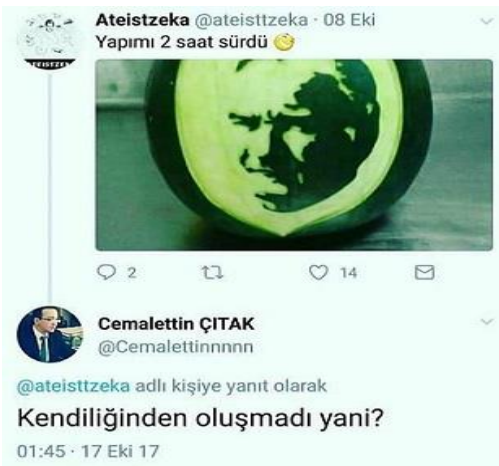 Ateistzeka @ateisttzeka · 08 Eki
Yapımı 2 saat sürdü
2
14
Cemalettin ÇITAK
@Cemalettinnnnn
@ateisttzeka adlı kişiye yanıt olarak
Kendiliğinden oluşmadı yani?
01:45 · 17 Eki 17